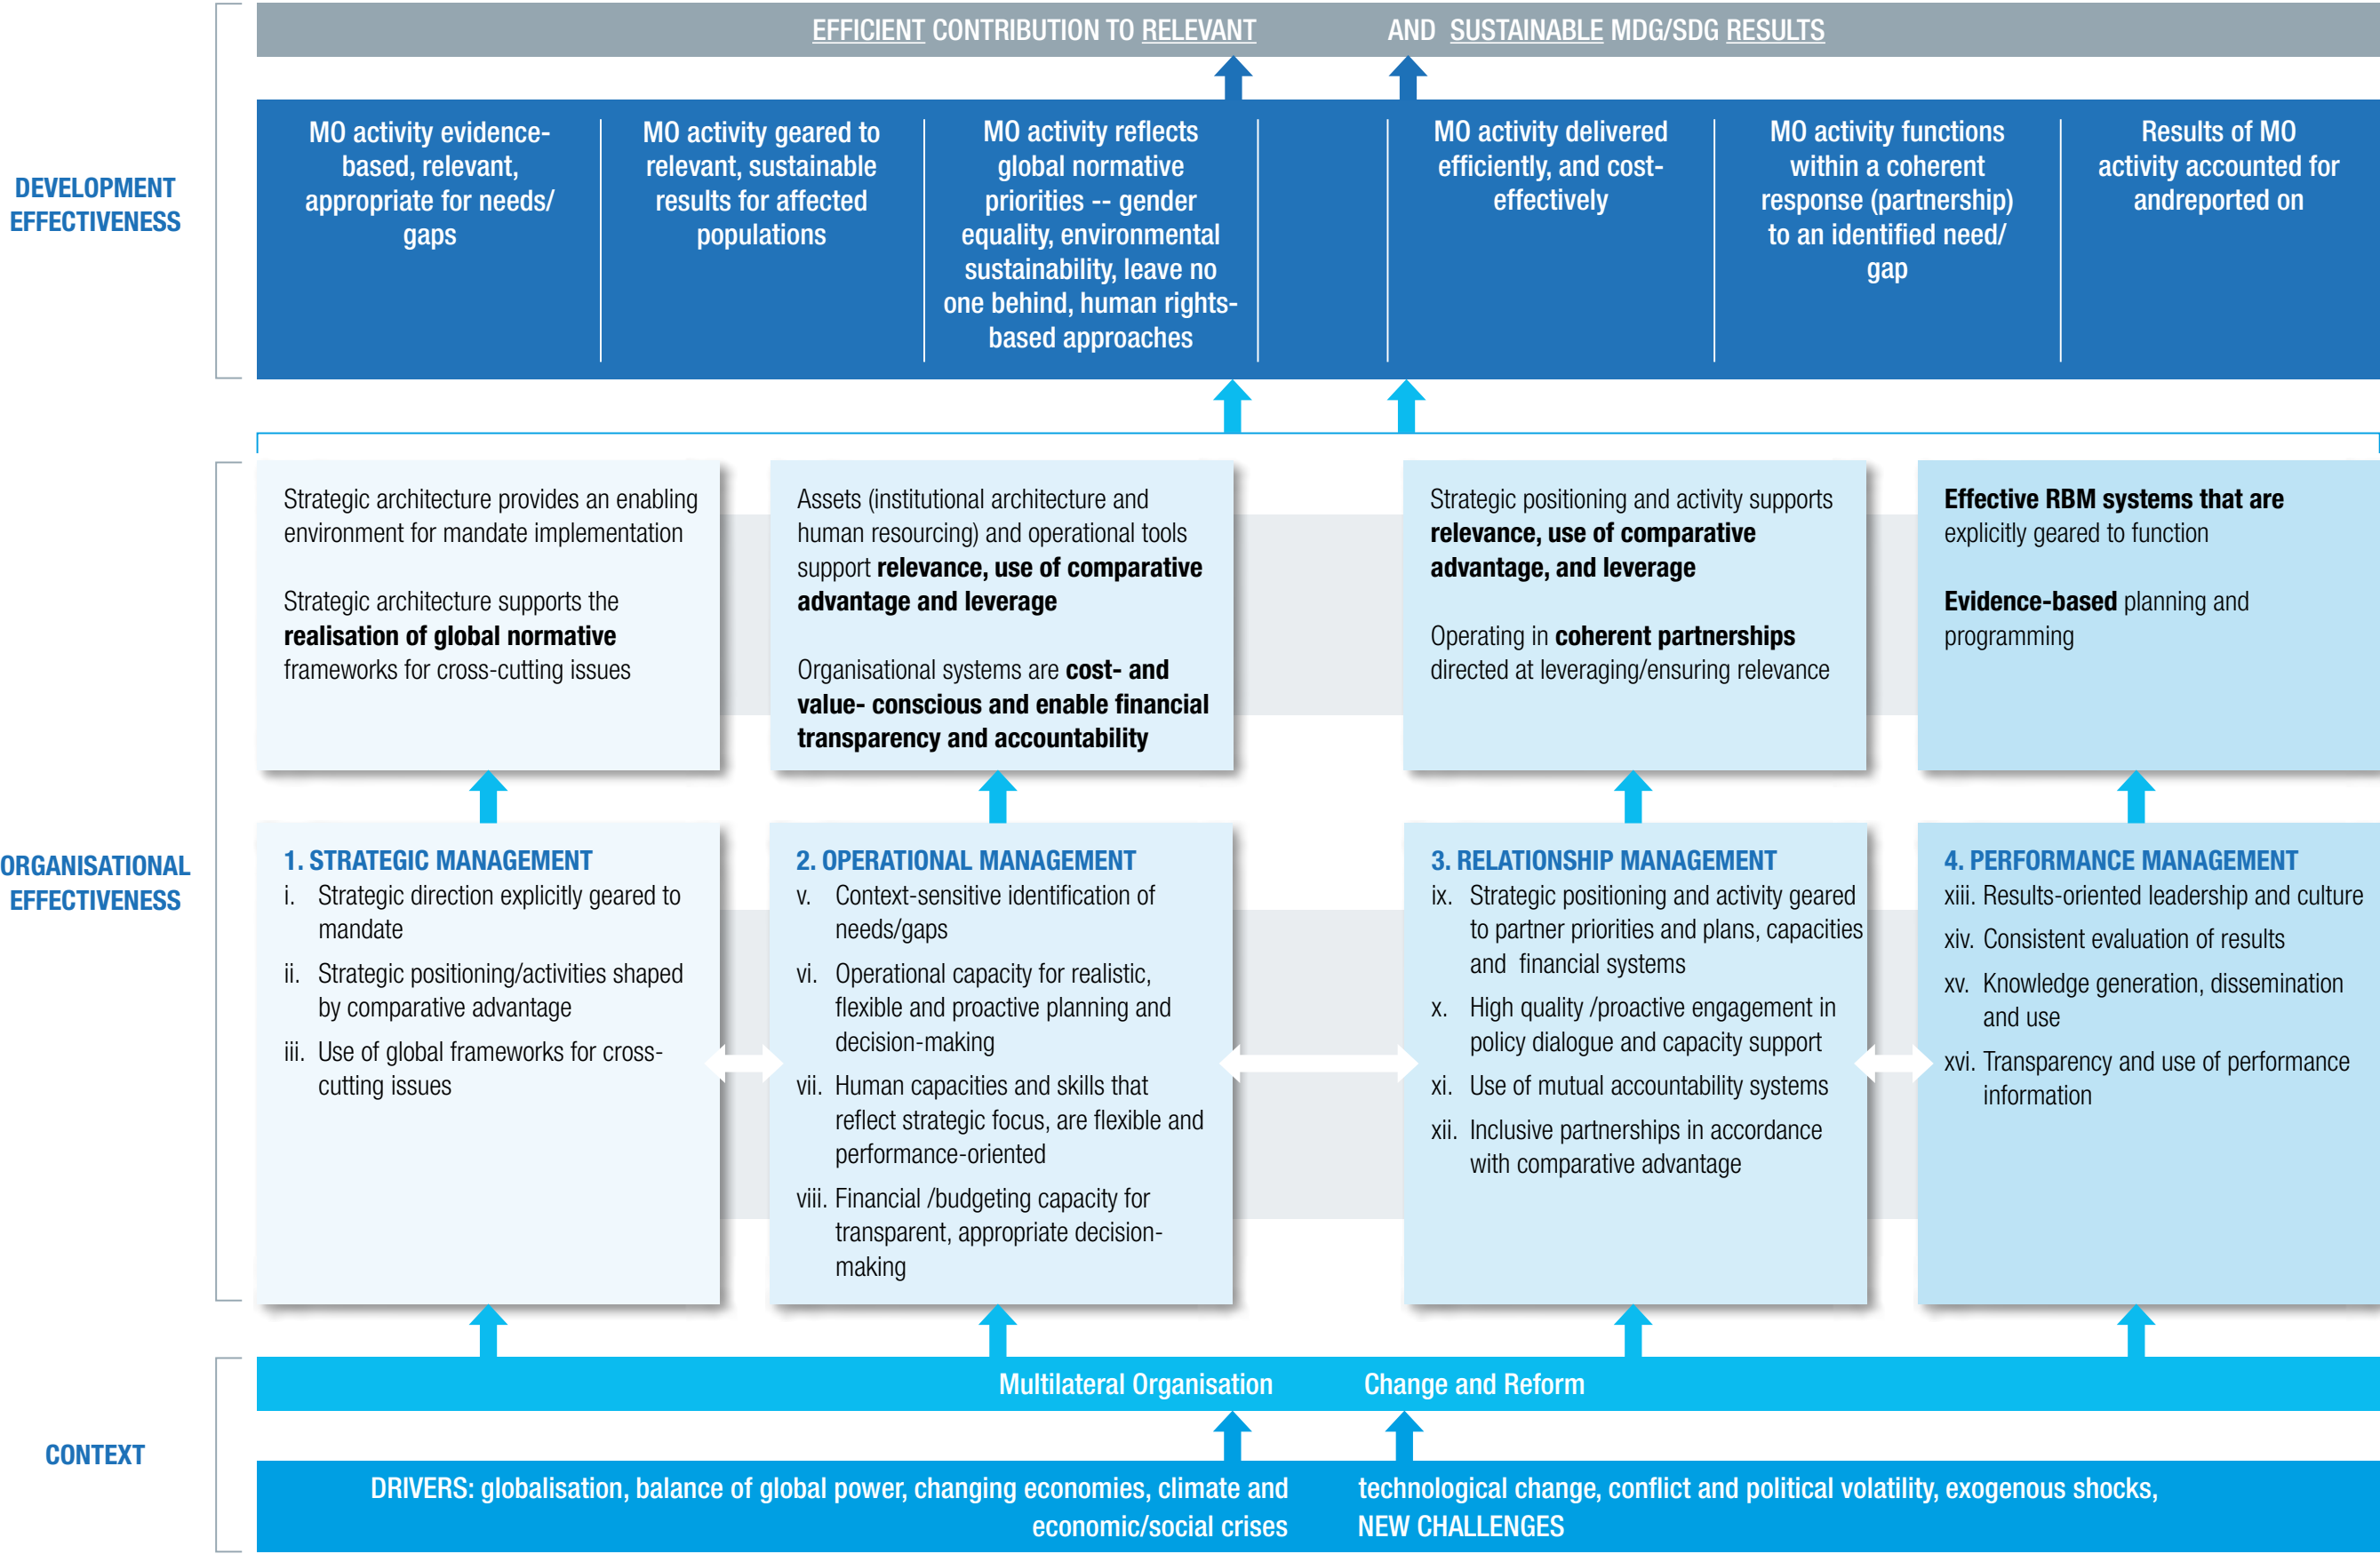 EFFICIENT CONTRIBUTION TO RELEVANT AND SUSTAINABLE MDG/SDG RESULTS
DEVELOPMENT
EFFECTIVENESS
MO activity evidence-
based, relevant,
appropriate for needs/
gaps
MO activity geared to
relevant, sustainable
results for affected
populations
MO activity reflects
global normative
priorities -- gender
equality, environmental
sustainability, leave no
one behind, human rights-
based approaches
MO activity delivered
efficiently, and cost-
effectively
MO activity functions
within a coherent
response (partnership)
to an identified need/
gap
Results of MO
activity accounted for
andreported on
ORGANISATIONAL
EFFECTIVENESS
Strategic architecture provides an enabling
environment for mandate implementation
Strategic architecture supports the
realisation of global normative
frameworks for cross-cutting issues
Assets (institutional architecture and
human resourcing) and operational tools
support relevance, use of comparative
advantage and leverage
Organisational systems are cost- and
value- conscious and enable financial
transparency and accountability
Strategic positioning and activity supports
relevance, use of comparative
advantage, and leverage
Operating in coherent partnerships
directed at leveraging/ensuring relevance
Effective RBM systems that are
explicitly geared to function
Evidence-based planning and
programming
1. STRATEGIC MANAGEMENT
i. Strategic direction explicitly geared to
mandate
ii. Strategic positioning/activities shaped
by comparative advantage
iii. Use of global frameworks for cross-
cutting issues
2. OPERATIONAL MANAGEMENT
v. Context-sensitive identification of
needs/gaps
vi. Operational capacity for realistic,
flexible and proactive planning and
decision-making
vii. Human capacities and skills that
reflect strategic focus, are flexible and
performance-oriented
viii. Financial /budgeting capacity for
transparent, appropriate decision-
making
3. RELATIONSHIP MANAGEMENT
ix. Strategic positioning and activity geared
to partner priorities and plans, capacities
and financial systems
x. High quality /proactive engagement in
policy dialogue and capacity support
xi. Use of mutual accountability systems
xii. Inclusive partnerships in accordance
with comparative advantage
4. PERFORMANCE MANAGEMENT
xiii. Results-oriented leadership and culture
xiv. Consistent evaluation of results
xv. Knowledge generation, dissemination
and use
xvi. Transparency and use of performance
information
CONTEXT
Multilateral Organisation Change and Reform
DRIVERS: globalisation, balance of global power, changing economies, climate and
economic/social crises
technological change, conflict and political volatility, exogenous shocks,
NEW CHALLENGES